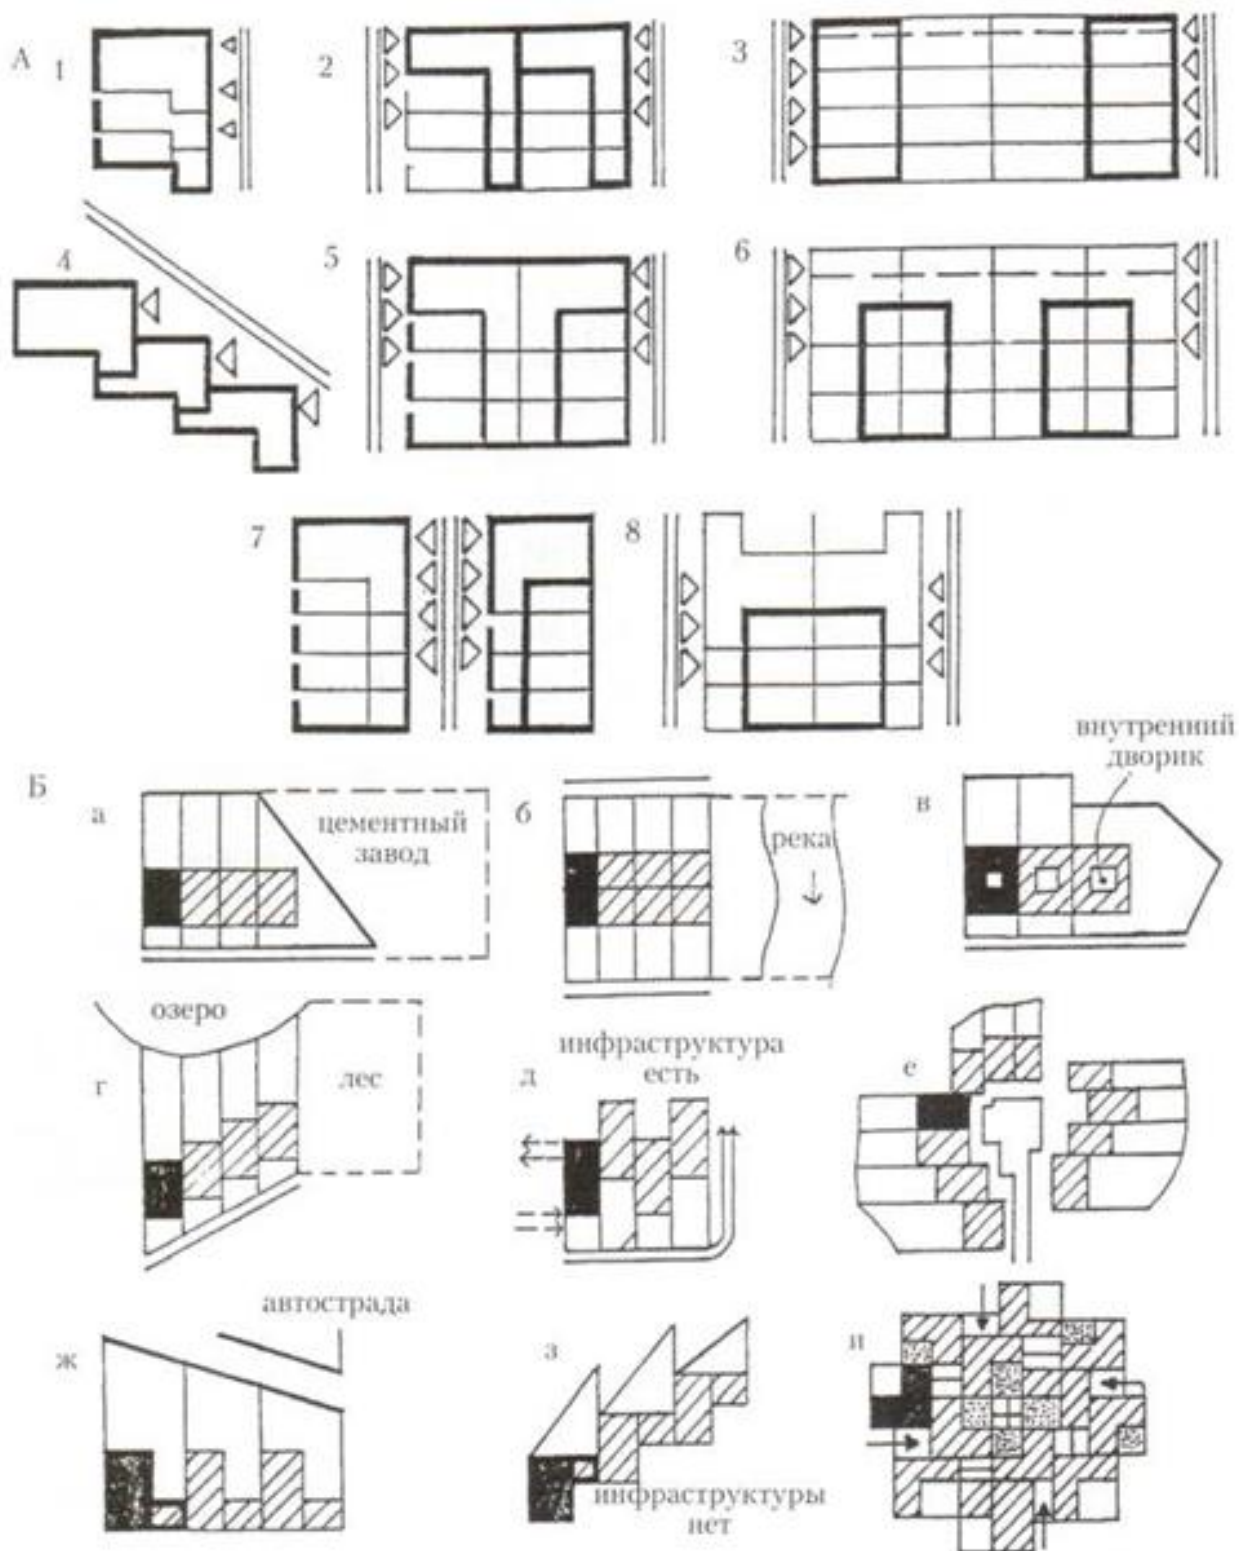 А
1
2
3
4
5
6
7
8
Б
а
цементный
завод
б
река
в
внутренний
дворик
г
озеро
лес
д
инфраструктура
есть
е
ж
автострада
з
инфраструктуры
нет
и